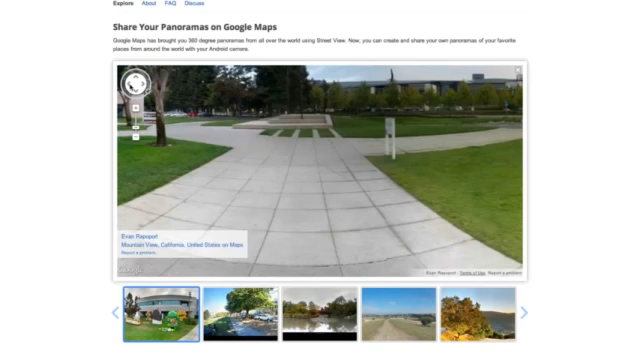 Explore About FAQ Discuss
Share Your Panoramas on Google Maps
Google Maps has brought you 360 degree panoramas from all over the world using Street View. Now, you can create and share your own panoramas of your favorite
places from around the world with your Android camera.
Evan Rapoport
Mountain View, California, United States on Maps
Report a problem
Google
Evan Rapoport - Terms of Use Report a problem